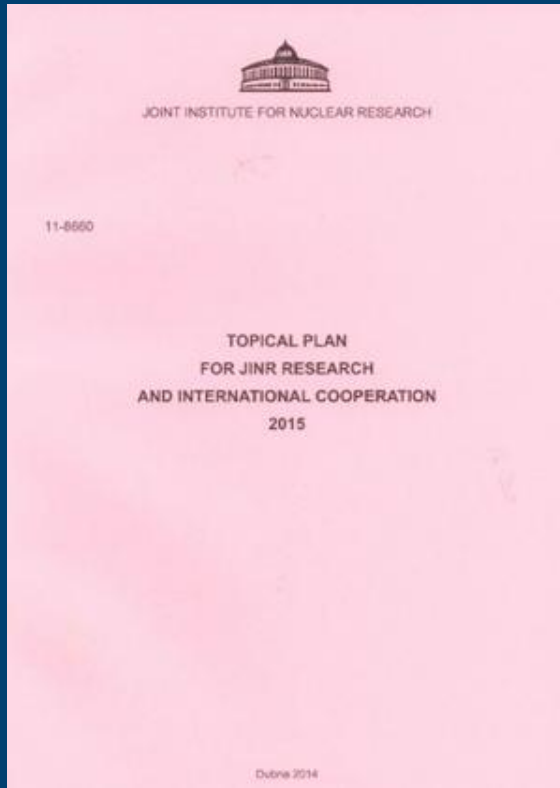 JOINT INSTITUTE FOR NUCLEAR RESEARCH
11-8660
TOPICAL PLAN
FOR JINR RESEARCH
AND INTERNATIONAL COOPERATION
2015
Dubna 2014